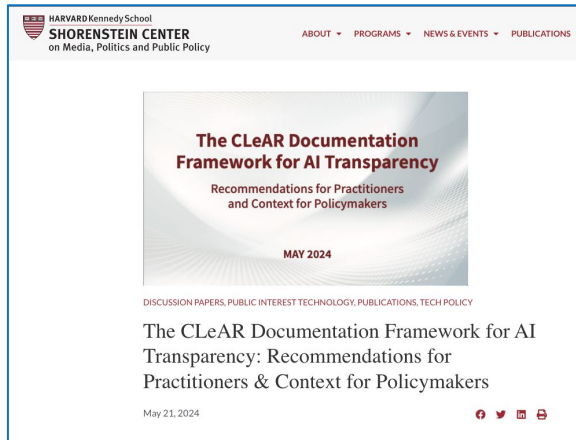 HARVARD Kennedy School
SHORENSTEIN CENTER
on Media, Politics and Public Policy
ABOUT PROGRAMS NEWS & EVENTS PUBLICATIONS
The CLeAR Documentation
Framework for AI Transparency
Recommendations for Practitioners
and Context for Policymakers
MAY 2024
DISCUSSION PAPERS, PUBLIC INTEREST TECHNOLOGY, PUBLICATIONS, TECH POLICY
The CLeAR Documentation Framework for AI
Transparency: Recommendations for
Practitioners & Context for Policymakers
May 21, 2024